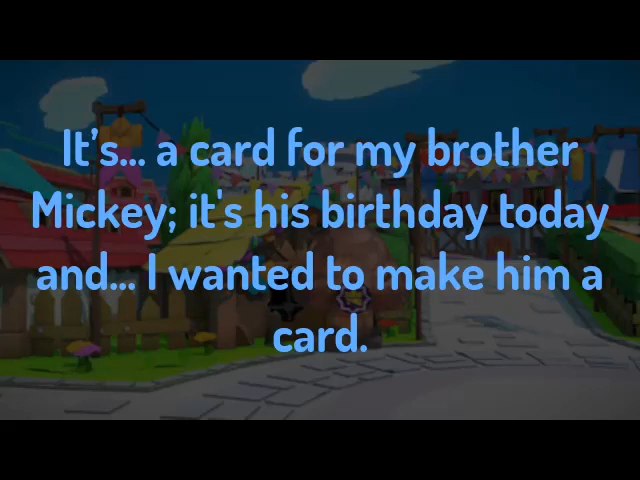 It’s... a card for my brother
Mickey; it's his birthday today
and... I wanted to make him a
card.